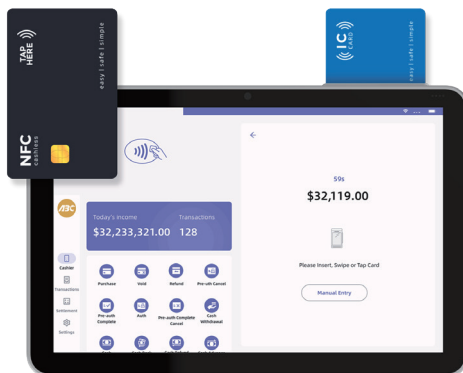 TAP
HERE
NFC
cashless
easy | safe | simple
IC
CARD
easy | safe | simple
ABC
Cashier
Transactions
Settlement
Settings
Today's income
Transactions
$32,233,321.00
128
Purchase
Void
Refund
Pre-uth Cancel
Pre-auth
Complete
Auth
Pre-auth Complete
Cancel
Cash
Withdrawal
59s
$32,119.00
Please Insert, Swipe or Tap Card
Manual Entry